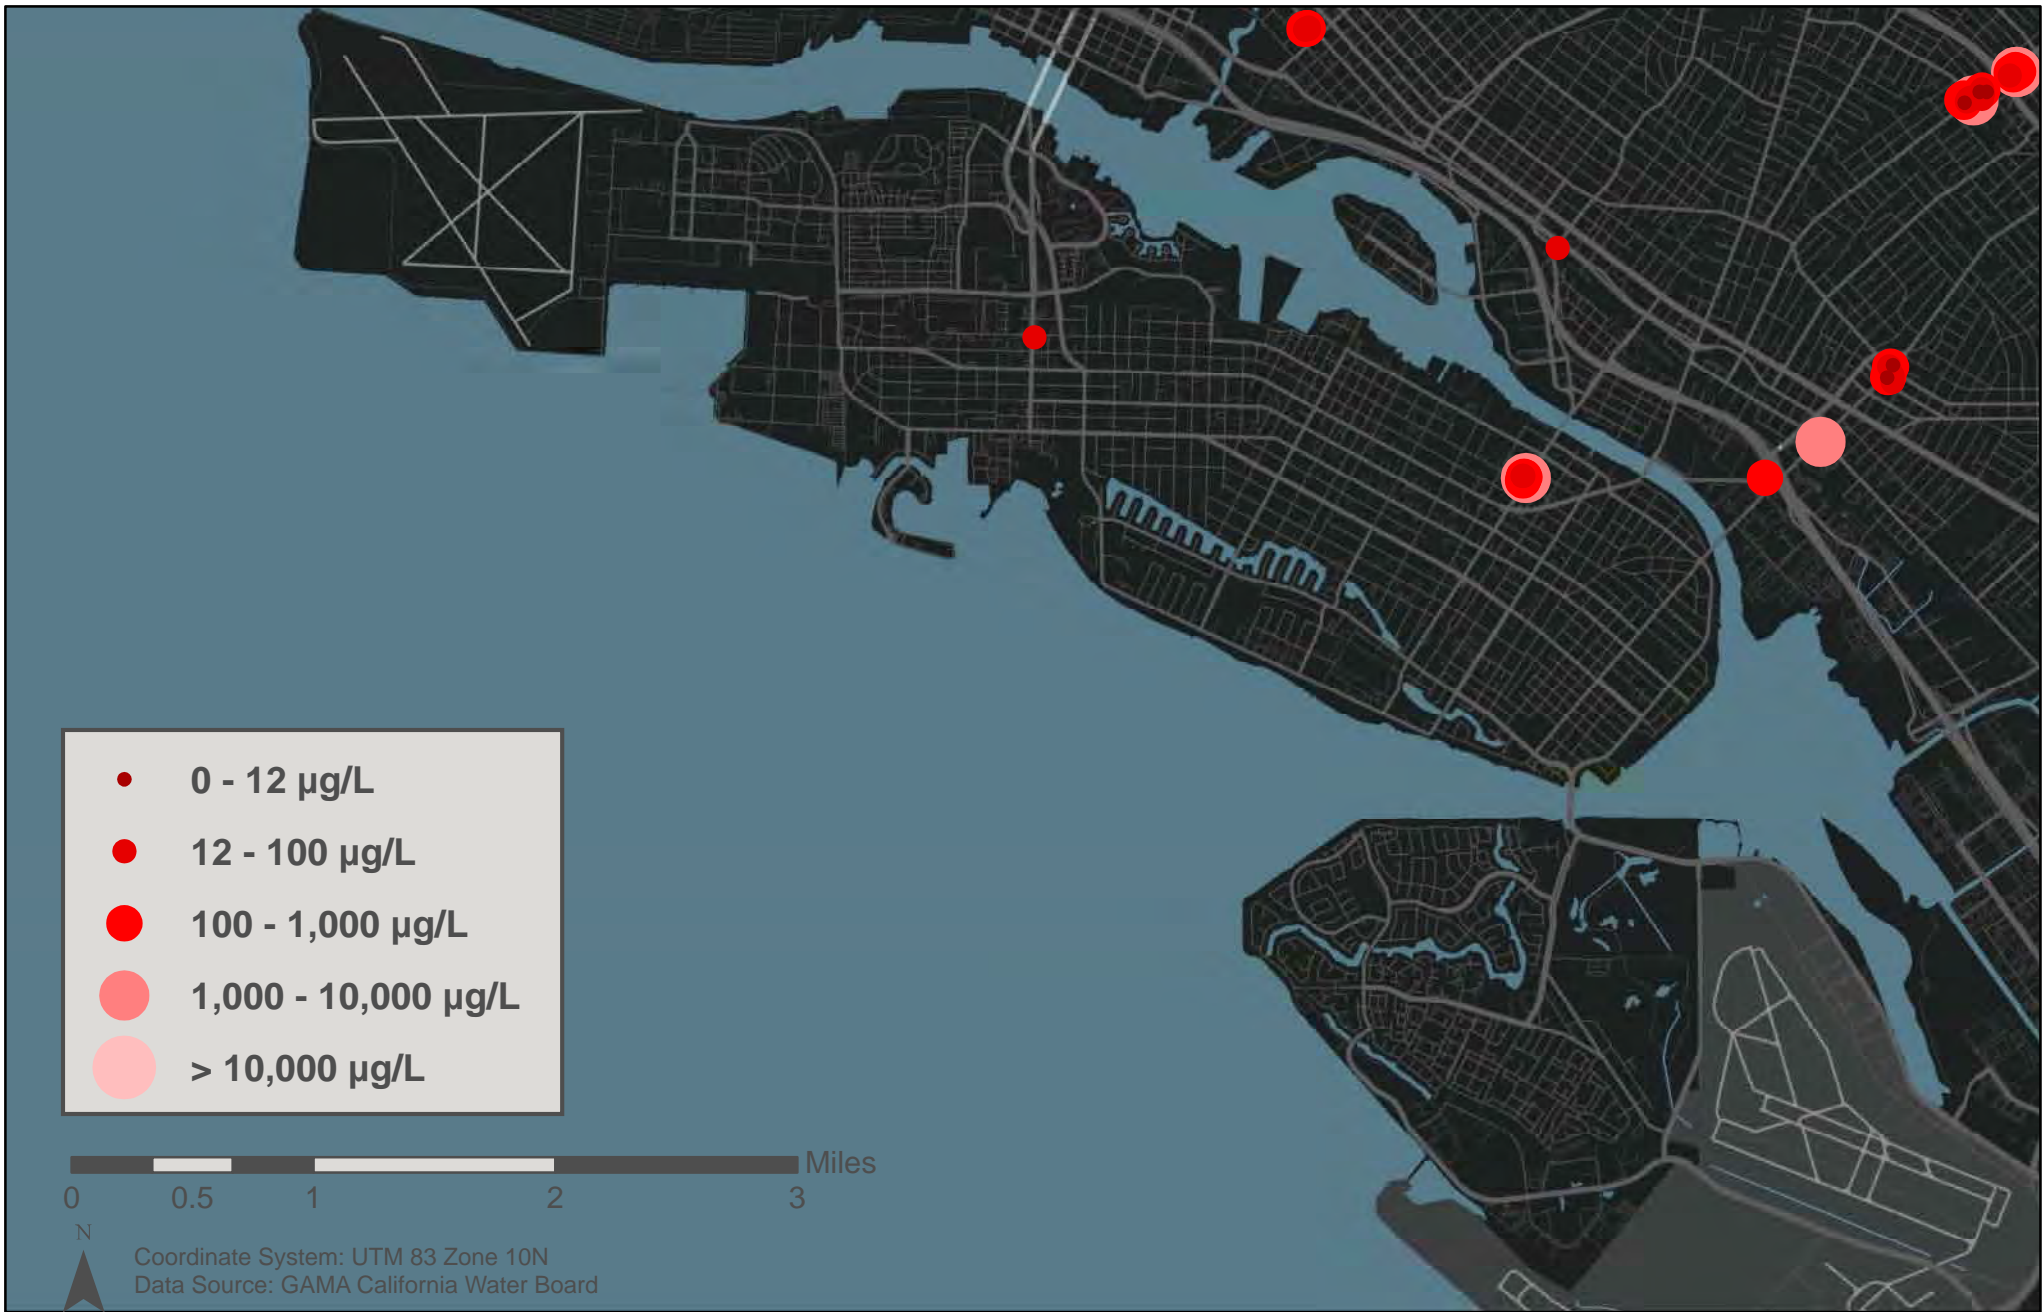 0 - 12 µg/L
12 - 100 µg/L
100 - 1,000 µg/L
1,000 - 10,000 µg/L
> 10,000 µg/L
Miles
0 0.5 1 2 3
N
Coordinate System: UTM 83 Zone 10N
Data Source: GAMA California Water Board